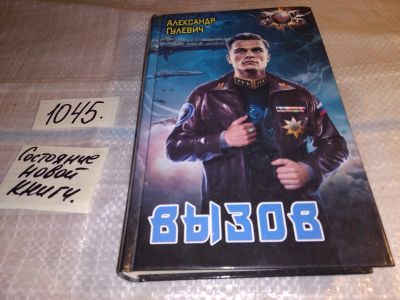 Александр
Гулевич
ВЫЗОВ
1045.
Состояние
новой
книги.